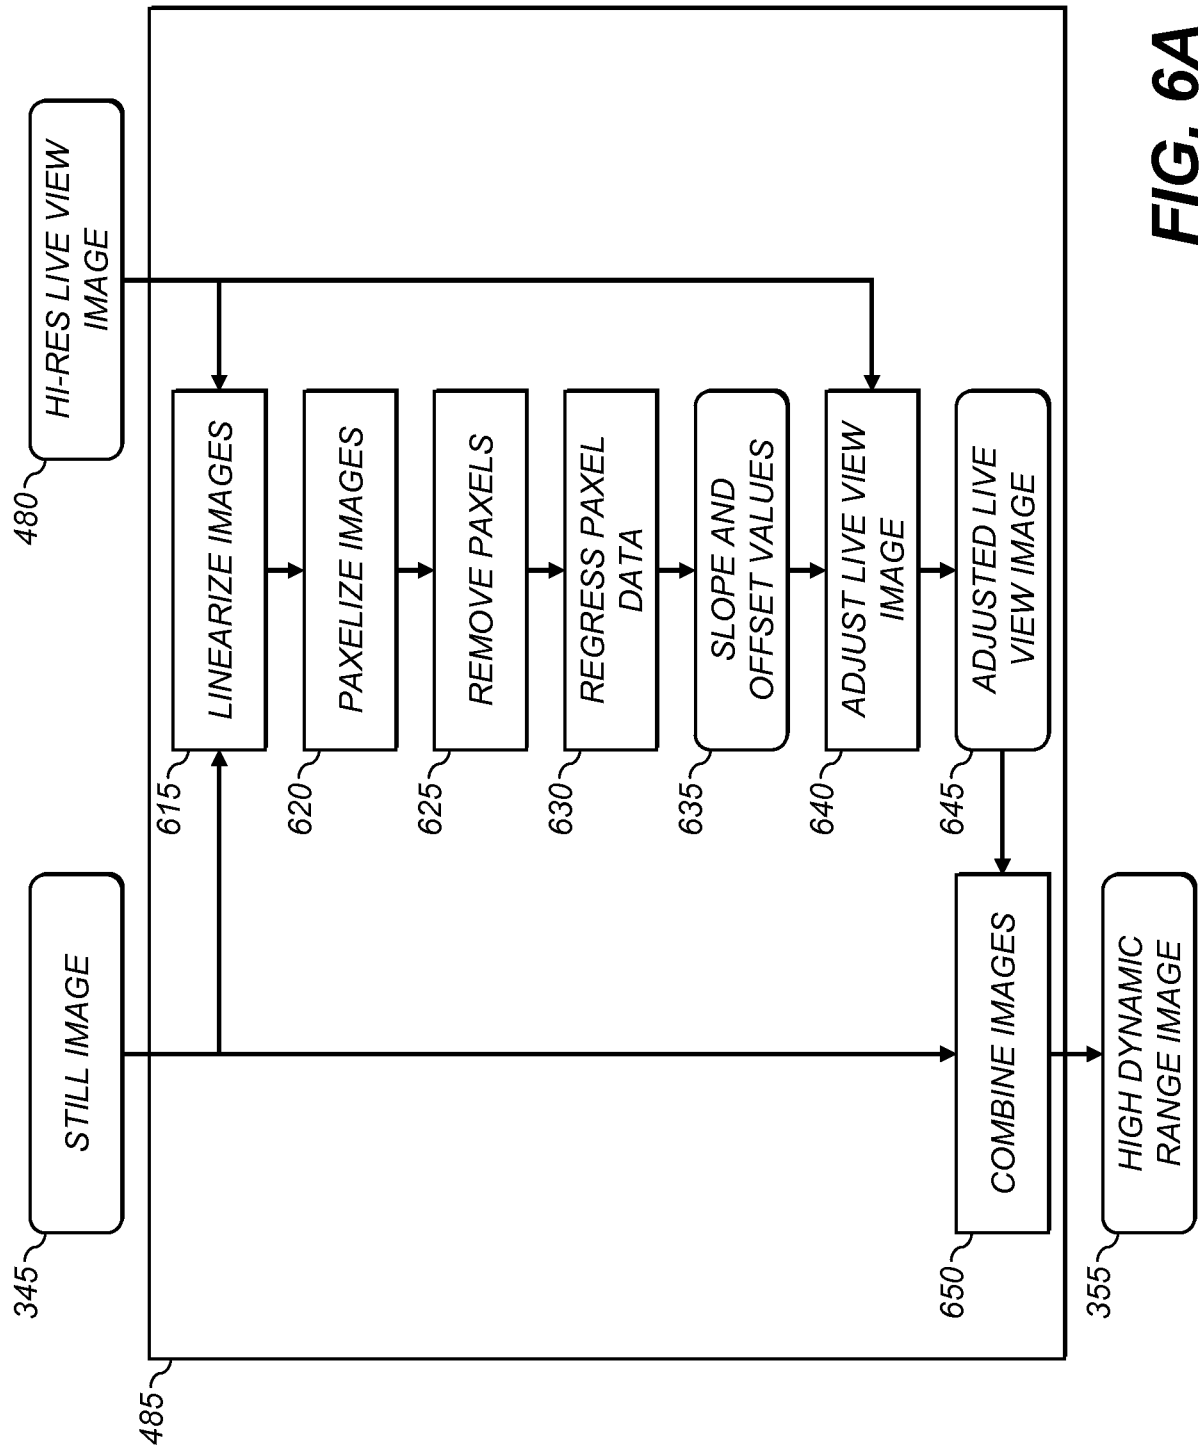 480
HI-RES LIVE VIEW
IMAGE
345
STILL IMAGE
485
615
LINEARIZE IMAGES
620
PAXELIZE IMAGES
625
REMOVE PAXELS
630
REGRESS PAXEL
DATA
635
SLOPE AND
OFFSET VALUES
640
ADJUST LIVE VIEW
IMAGE
645
ADJUSTED LIVE
VIEW IMAGE
650
COMBINE IMAGES
355
HIGH DYNAMIC
RANGE IMAGE
FIG. 6A